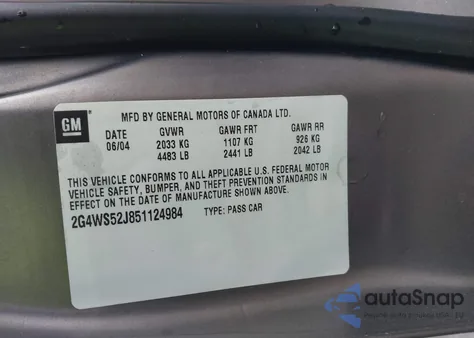 MFD BY GENERAL MOTORS OF CANADA LTD.
GM
DATE GVWR GAWR FRT GAWR RR
06/04 2033 KG 1107 KG 926 KG
4483 LB 2441 LB 2042 LB
THIS VEHICLE CONFORMS TO ALL APPLICABLE U.S. FEDERAL MOTOR
VEHICLE SAFETY, BUMPER, AND THEFT PREVENTION STANDARDS
IN EFFECT ON THE DATE OF MANUFACTURE SHOWN ABOVE.
2G4WS52J851124984 TYPE: PASS CAR
autoSnap